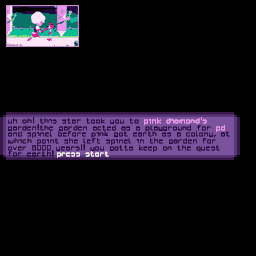 uh oh! this star took you to pink diamond's
garden!the garden acted as a playground for pd
and spinel before pink got earth as a colony, at
which point she left spinel in the garden for
over 6000 years!! you gotta keep on the quest
for earth!press start